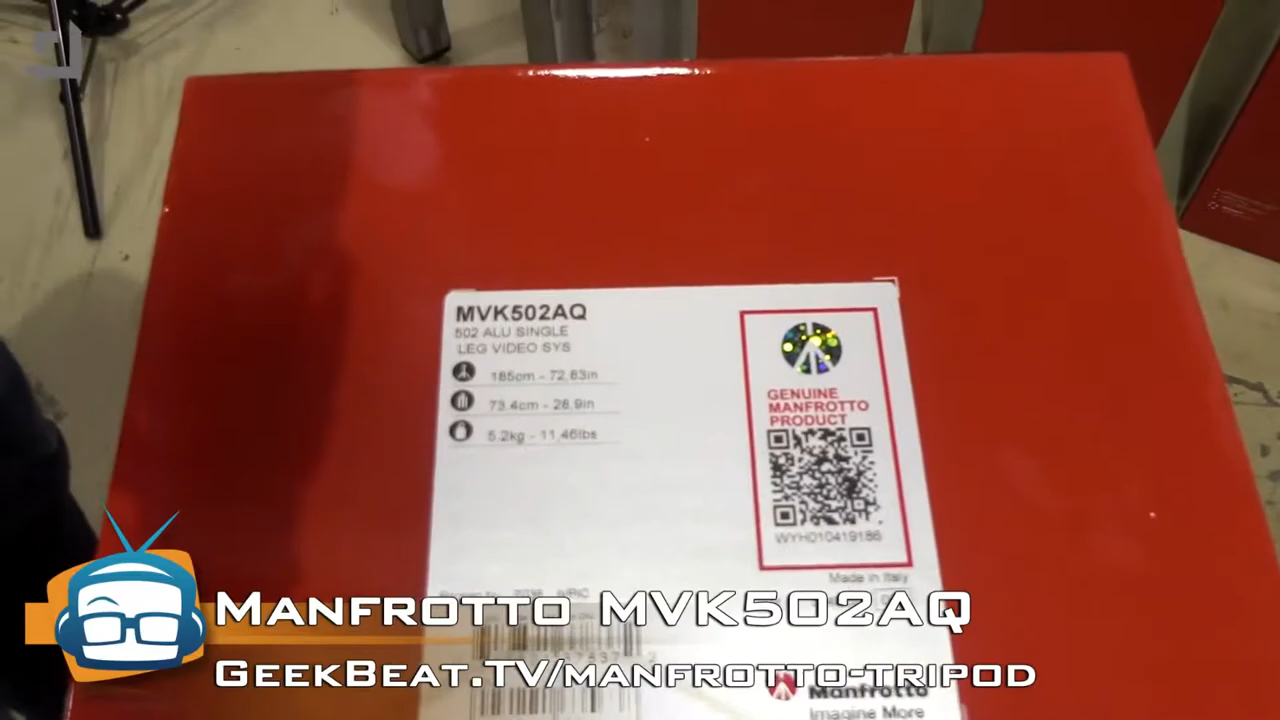 MVK502AQ
502 ALU SINGLE
LEG VIDEO SYS
185cm - 72,83in
73.4cm - 28,9in
5.2kg - 11,46lbs
GENUINE
MANFROTTO
PRODUCT
WYH010419186
Made in Italy
MANFROTTO MVK502AQ
GEEKBEAT.TV/MANFROTTO-TRIPOD
Manfrotto
Imagine More